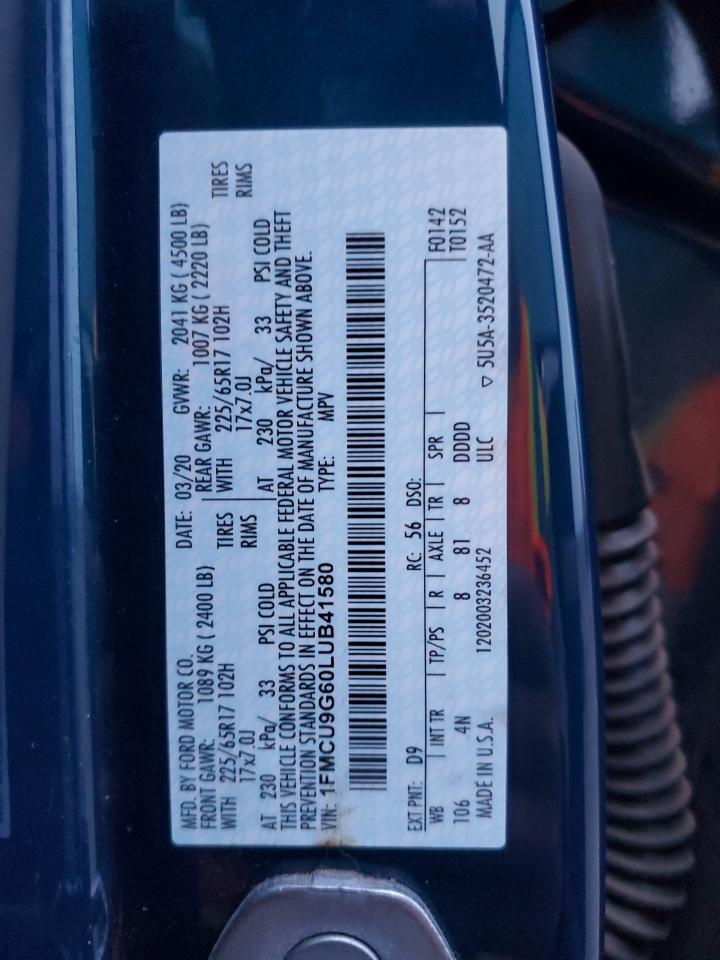 MFD. BY FORD MOTOR CO. DATE: 03/20 GVWR: 2041 KG ( 4500 LB)
FRONT GAWR: 1089 KG ( 2400 LB) REAR GAWR: 1007 KG ( 2220 LB)
WITH 225/65R17 102H TIRES WITH 225/65R17 102H TIRES
17x7.0J RIMS 17x7.0J RIMS
AT 230 kPa/ 33 PSI COLD AT 230 kPa/ 33 PSI COLD
THIS VEHICLE CONFORMS TO ALL APPLICABLE FEDERAL MOTOR VEHICLE SAFETY AND THEFT
PREVENTION STANDARDS IN EFFECT ON THE DATE OF MANUFACTURE SHOWN ABOVE.
VIN: 1FMCU9G60LUB41580 TYPE: MPV
EXT PNT: D9 RC: 56 DSO: F0142
WB INT TR TP/PS R AXLE TR SPR T0152
106 4N 8 81 8 DDDD
MADE IN U.S.A. 1202003236452 ULC ▽ 5U5A-3520472-AA